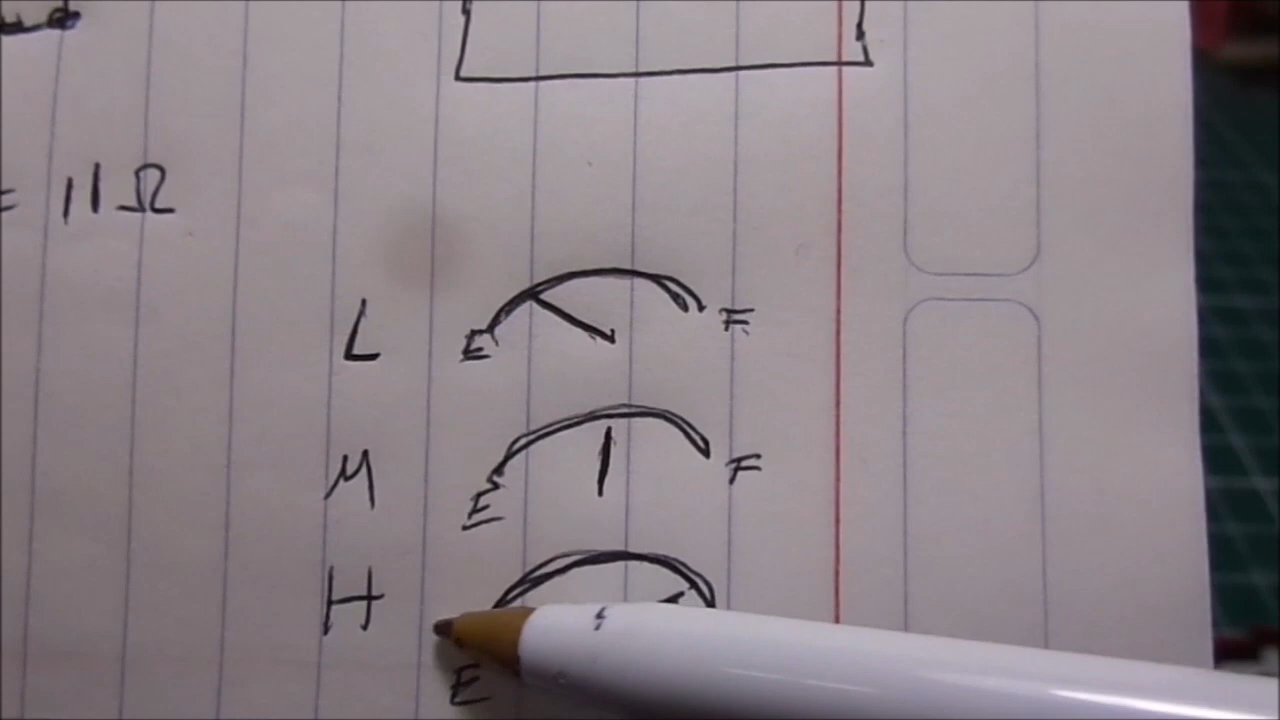 = 11Ω
L E F
M E F
H
E